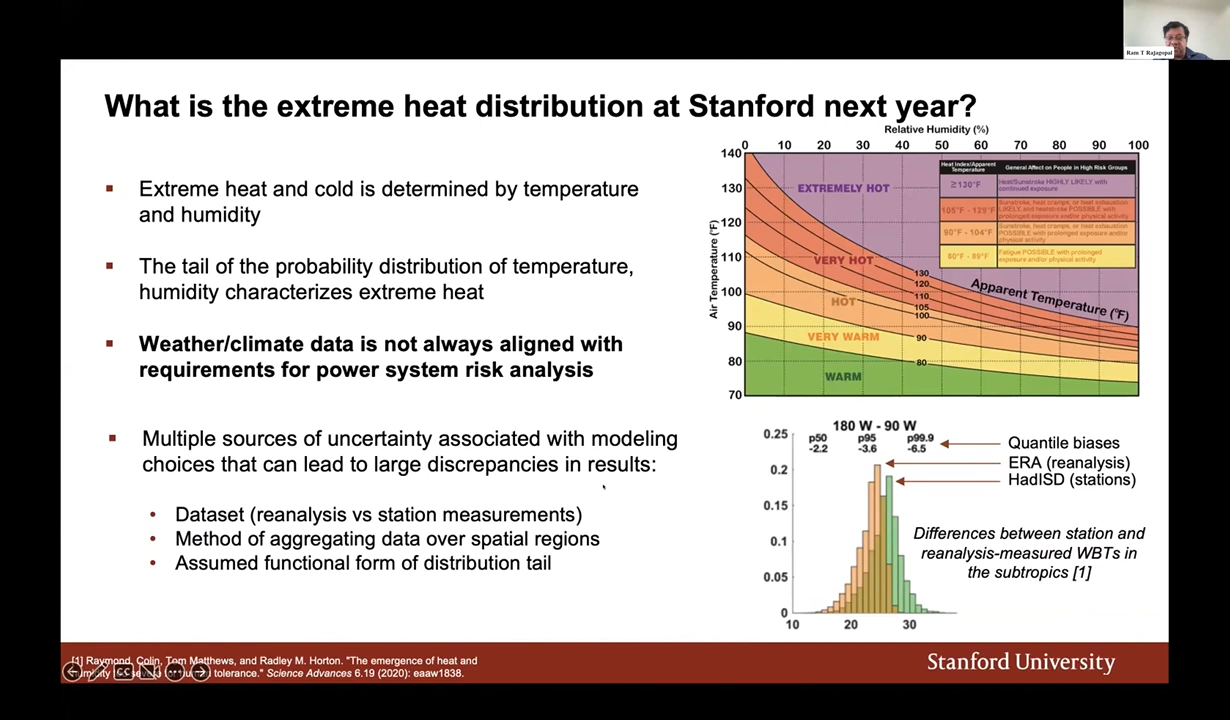 Ram T Rajagopal
What is the extreme heat distribution at Stanford next year?
Extreme heat and cold is determined by temperature
and humidity
The tail of the probability distribution of temperature,
humidity characterizes extreme heat
Weather/climate data is not always aligned with
requirements for power system risk analysis
Multiple sources of uncertainty associated with modeling
choices that can lead to large discrepancies in results:
Dataset (reanalysis vs station measurements)
Method of aggregating data over spatial regions
Assumed functional form of distribution tail
Relative Humidity (%)
0 10 20 30 40 50 60 70 80 90 100
Air Temperature (°F)
140
130
120
110
100
90
80
70
EXTREMELY HOT
VERY HOT
HOT
VERY WARM
WARM
130
120
110
105
100
90
80
Apparent Temperature (°F)
Heat Index/Apparent Temperature
General Affect on People in High Risk Groups
≥130°F
Heat/Sunstroke HIGHLY LIKELY with
continued exposure
105°F - 129°F
Sunstroke, heat cramps, or heat exhaustion
LIKELY, and heatstroke POSSIBLE with
prolonged exposure and/or physical activity
90°F - 104°F
Sunstroke, heat cramps, or heat exhaustion
POSSIBLE with prolonged exposure and/or
physical activity
80°F - 89°F
Fatigue POSSIBLE with prolonged
exposure and/or physical activity
180 W - 90 W
p50 p95 p99.9
-2.2 -3.6 -6.5
0.25
0.2
0.15
0.1
0.05
0
10 20 30
Quantile biases
ERA (reanalysis)
HadISD (stations)
Differences between station and
reanalysis-measured WBTs in
the subtropics [1]
[1] Raymond, Colin, Tom Matthews, and Radley M. Horton. "The emergence of heat and
tolerance." Science Advances 6.19 (2020): eaaw1838.
CC
Stanford University